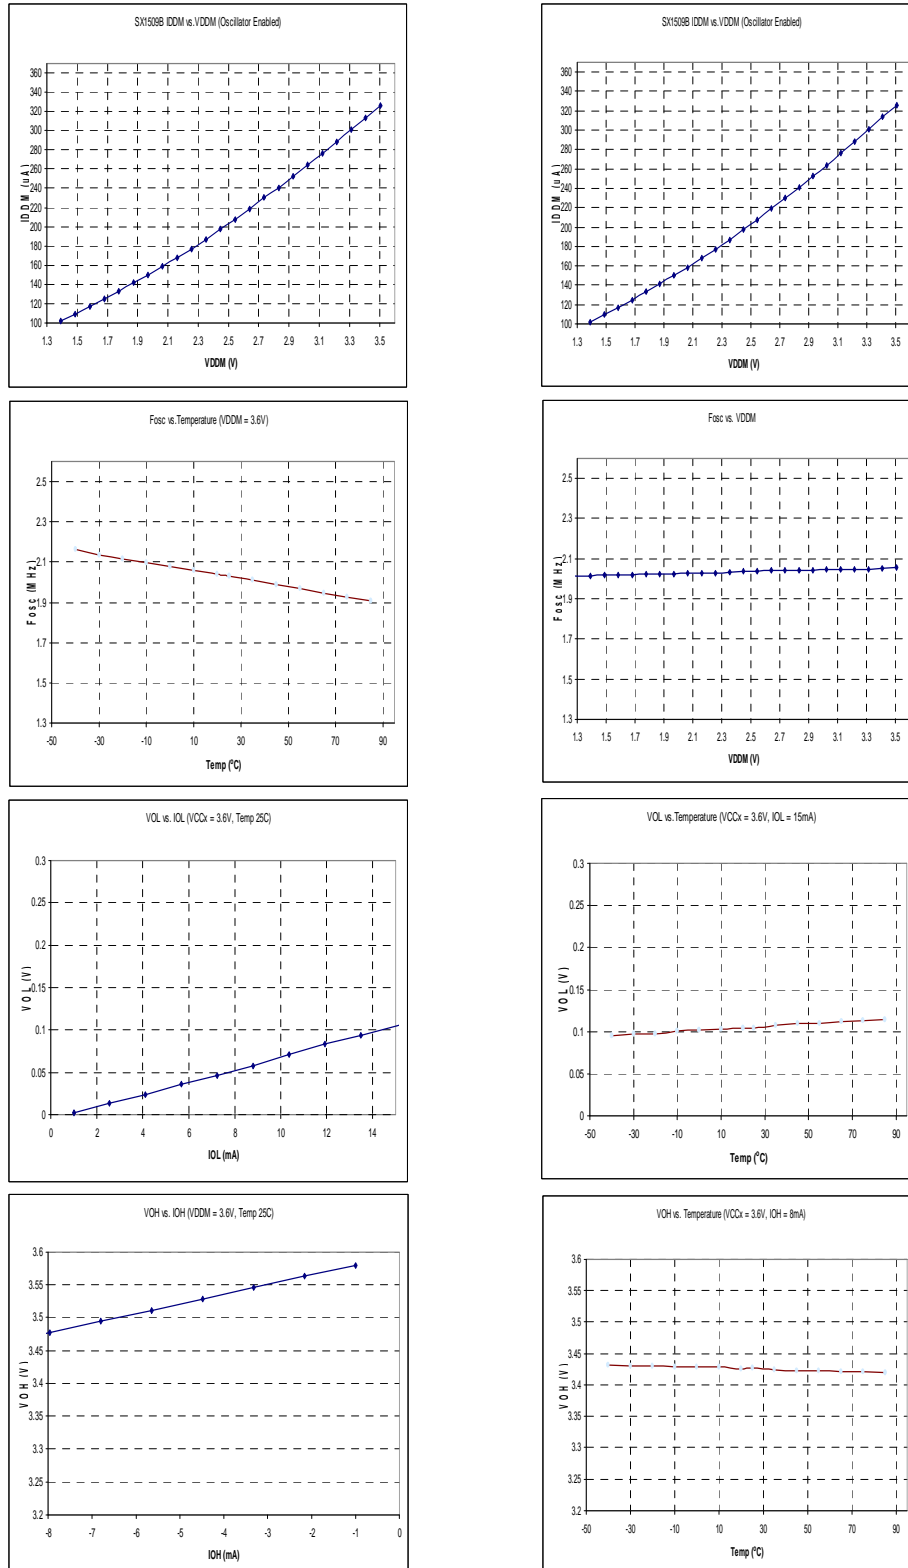 SX1509B IDDM vs.VDDM (Oscillator Enabled)
IDDM (uA)
360
340
320
300
280
260
240
220
200
180
160
140
120
100
1.3 1.5 1.7 1.9 2.1 2.3 2.5 2.7 2.9 3.1 3.3 3.5
VDDM (V)
SX1509B IDDM vs.VDDM (Oscillator Enabled)
IDDM (uA)
360
340
320
300
280
260
240
220
200
180
160
140
120
100
1.3 1.5 1.7 1.9 2.1 2.3 2.5 2.7 2.9 3.1 3.3 3.5
VDDM (V)
Fosc vs.Temperature (VDDM = 3.6V)
Fosc (MHz)
2.5
2.3
2.1
1.9
1.7
1.5
1.3
-50 -30 -10 10 30 50 70 90
Temp (°C)
Fosc vs. VDDM
Fosc (MHz)
2.5
2.3
2.1
1.9
1.7
1.5
1.3
1.3 1.5 1.7 1.9 2.1 2.3 2.5 2.7 2.9 3.1 3.3 3.5
VDDM (V)
VOL vs. IOL (VCCx = 3.6V, Temp 25C)
VOL (V)
0.3
0.25
0.2
0.15
0.1
0.05
0
0 2 4 6 8 10 12 14
IOL (mA)
VOL vs.Temperature (VCCx = 3.6V, IOL = 15mA)
VOL (V)
0.3
0.25
0.2
0.15
0.1
0.05
0
-50 -30 -10 10 30 50 70 90
Temp (°C)
VOH vs. IOH (VDDM = 3.6V, Temp 25C)
VOH (V)
3.6
3.55
3.5
3.45
3.4
3.35
3.3
3.25
3.2
-8 -7 -6 -5 -4 -3 -2 -1 0
IOH (mA)
VOH vs. Temperature (VCCx = 3.6V, IOH = 8mA)
VOH (V)
3.6
3.55
3.5
3.45
3.4
3.35
3.3
3.25
3.2
-50 -30 -10 10 30 50 70 90
Temp (°C)